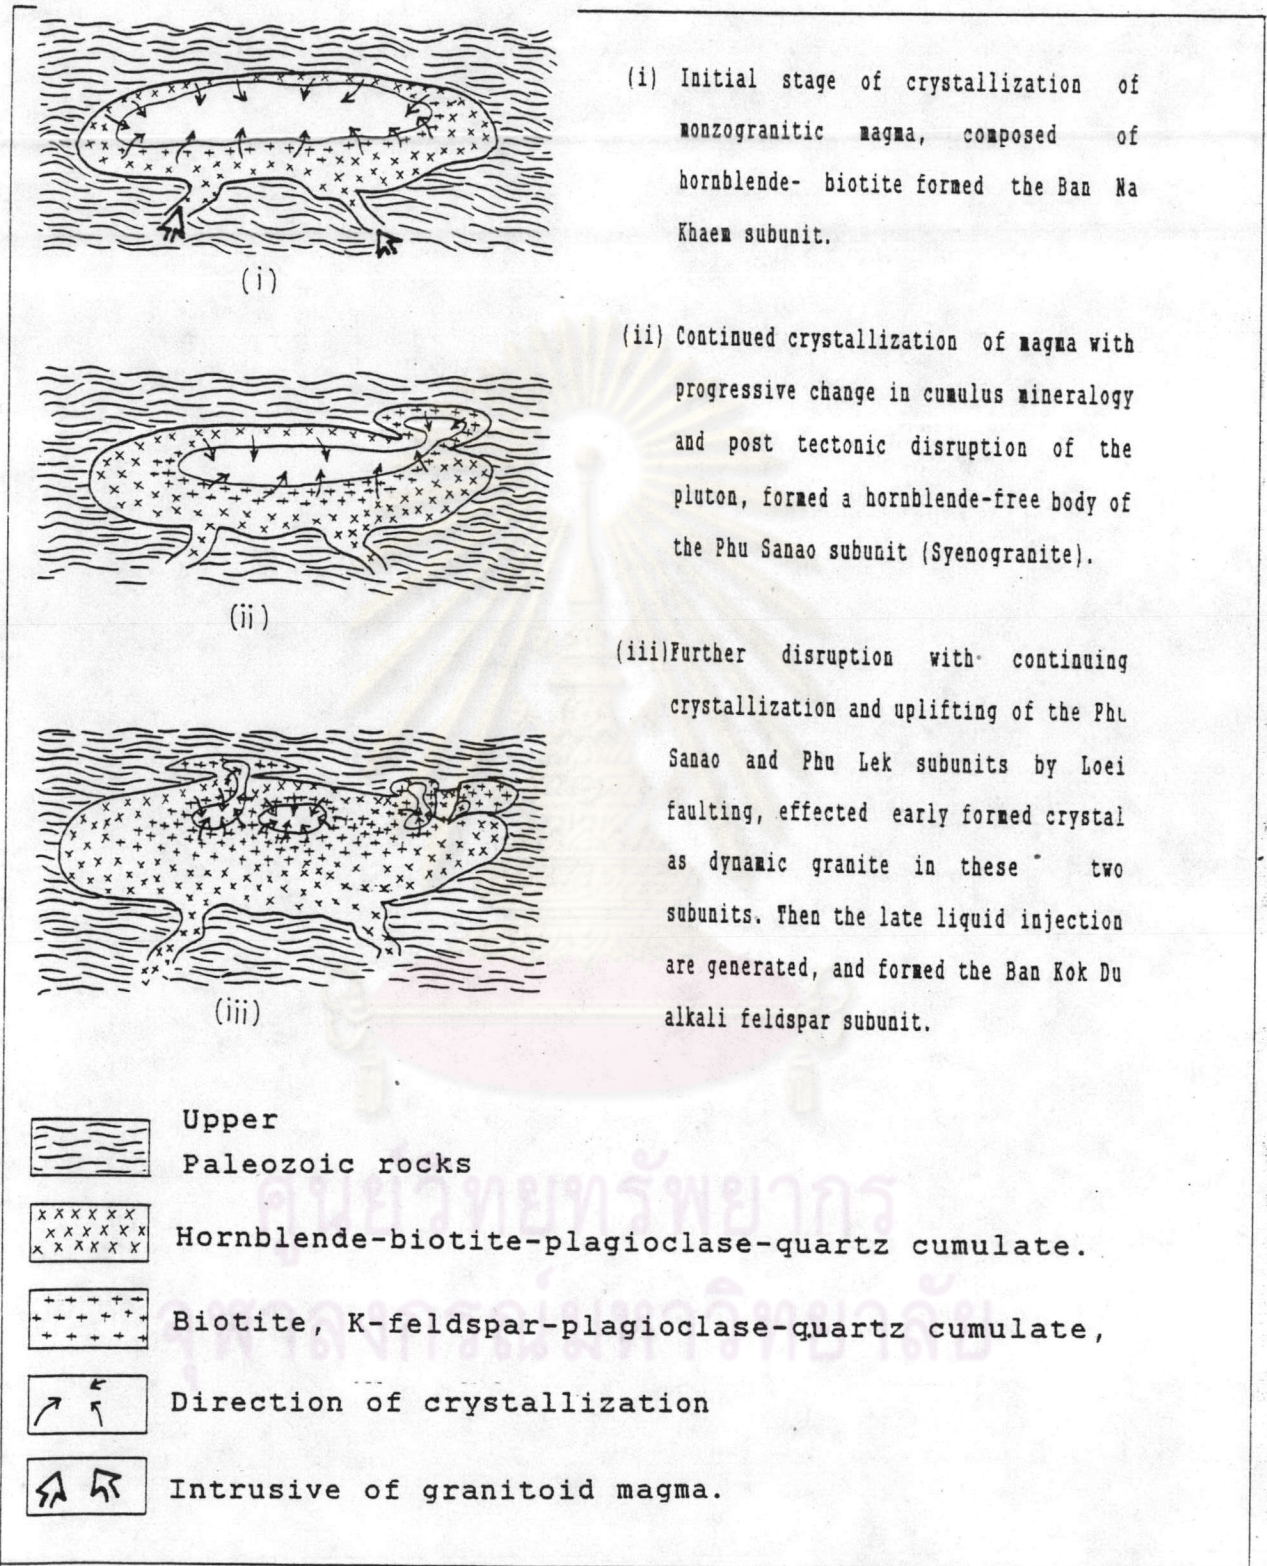 (i) Initial stage of crystallization of
monzogranitic magma, composed of
hornblende- biotite formed the Ban Na
Khaem subunit.
(i)
(ii) Continued crystallization of magma with
progressive change in cumulus mineralogy
and post tectonic disruption of the
pluton, formed a hornblende-free body of
the Phu Sanao subunit (Syenogranite).
(ii)
(iii) Further disruption with continuing
crystallization and uplifting of the Phu
Sanao and Phu Lek subunits by Loei
faulting, effected early formed crystal
as dynamic granite in these two
subunits. Then the late liquid injection
are generated, and formed the Ban Kok Du
alkali feldspar subunit.
(iii)
Upper
Paleozoic rocks
Hornblende-biotite-plagioclase-quartz cumulate.
Biotite, K-feldspar-plagioclase-quartz cumulate,
Direction of crystallization
Intrusive of granitoid magma.
ศูนย์วิทยทรัพยากร
จุฬาลงกรณ์มหาวิทยาลัย